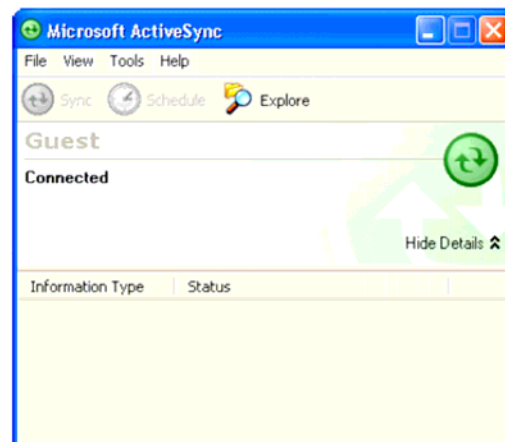 Microsoft ActiveSync
File View Tools Help
Sync Schedule Explore
Guest
Connected
Hide Details
Information Type Status